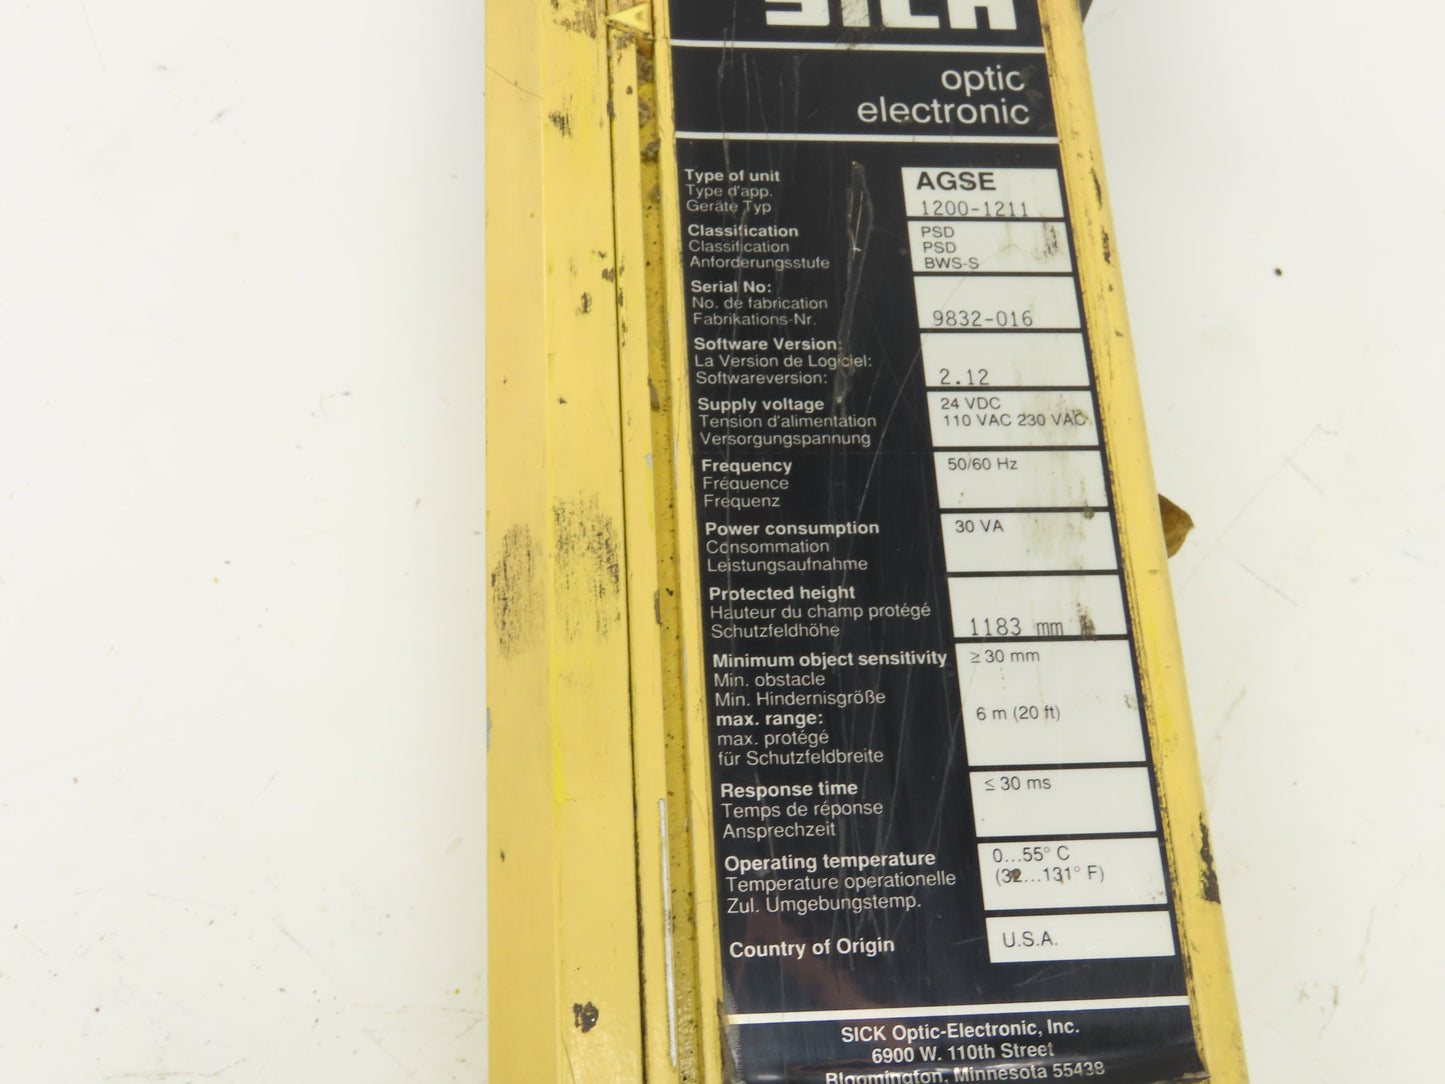 SICK
optic
electronic
Type of unit
Type d'app.
Geräte Typ
AGSE
1200-1211
Classification
Classification
Anforderungsstufe
PSD
PSD
BWS-S
Serial No:
No. de fabrication
Fabrikations-Nr.
9832-016
Software Version:
La Version de Logiciel:
Softwareversion:
2.12
Supply voltage
Tension d'alimentation
Versorgungspannung
24 VDC
110 VAC 230 VAC
Frequency
Fréquence
Frequenz
50/60 Hz
Power consumption
Consommation
Leistungsaufnahme
30 VA
Protected height
Hauteur du champ protégé
Schutzfeldhöhe
1183 mm
Minimum object sensitivity
Min. obstacle
Min. Hindernisgröße
≥ 30 mm
max. range:
max. protégé
für Schutzfeldbreite
6 m (20 ft)
Response time
Temps de réponse
Ansprechzeit
≤ 30 ms
Operating temperature
Temperature operationelle
Zul. Umgebungstemp.
0...55° C
(32...131° F)
Country of Origin
U.S.A.
SICK Optic-Electronic, Inc.
6900 W. 110th Street
Bloomington, Minnesota 55438